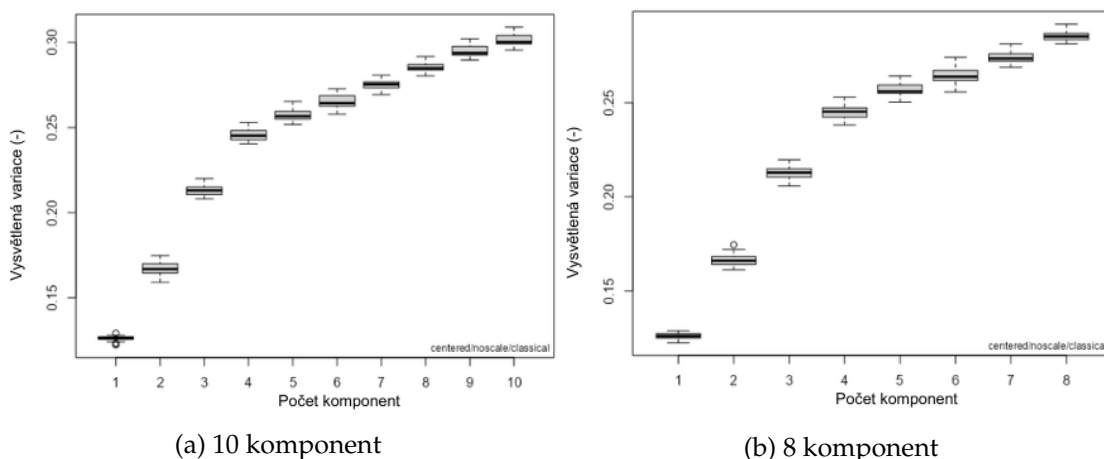 Vysvětlená variace (-)
0.30
0.25
0.20
0.15
centered/noscale/classical
1 2 3 4 5 6 7 8 9 10
Počet komponent
(a) 10 komponent
Vysvětlená variace (-)
0.25
0.20
0.15
centered/noscale/classical
1 2 3 4 5 6 7 8
Počet komponent
(b) 8 komponent